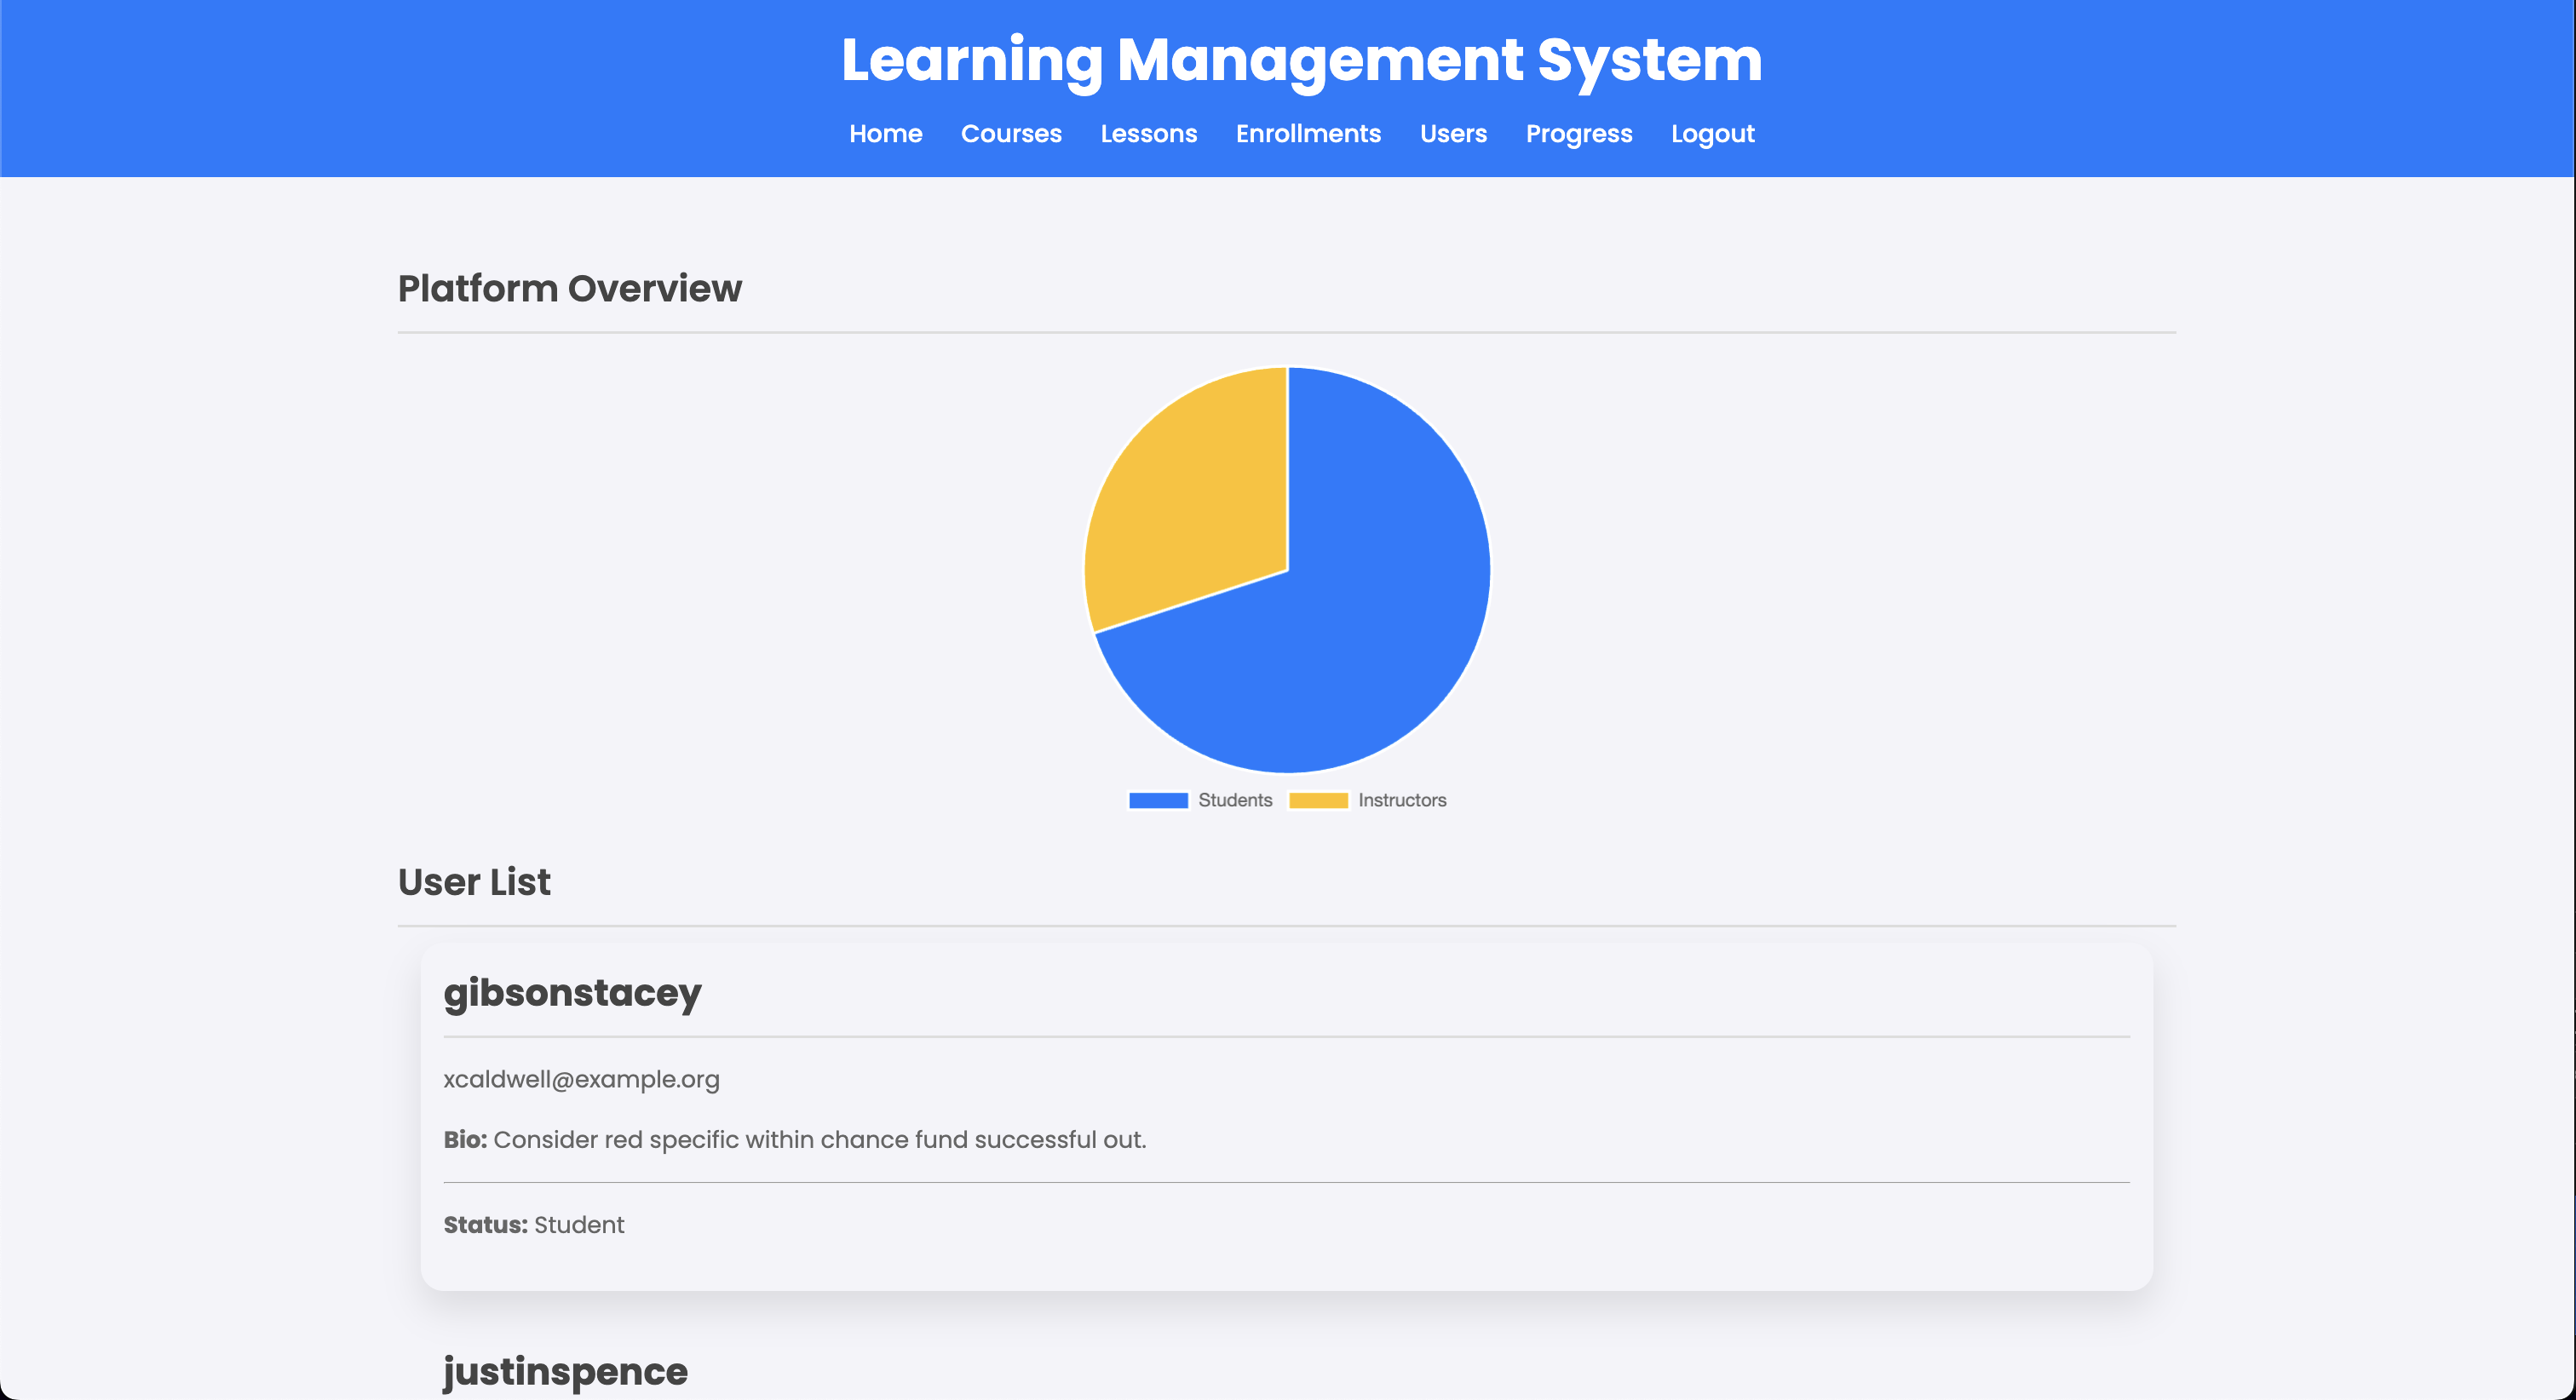 Learning Management System
Home Courses Lessons Enrollments Users Progress Logout
Platform Overview
Students Instructors
User List
gibsonstacey
xcaldwell@example.org
Bio: Consider red specific within chance fund successful out.
Status: Student
justinspence